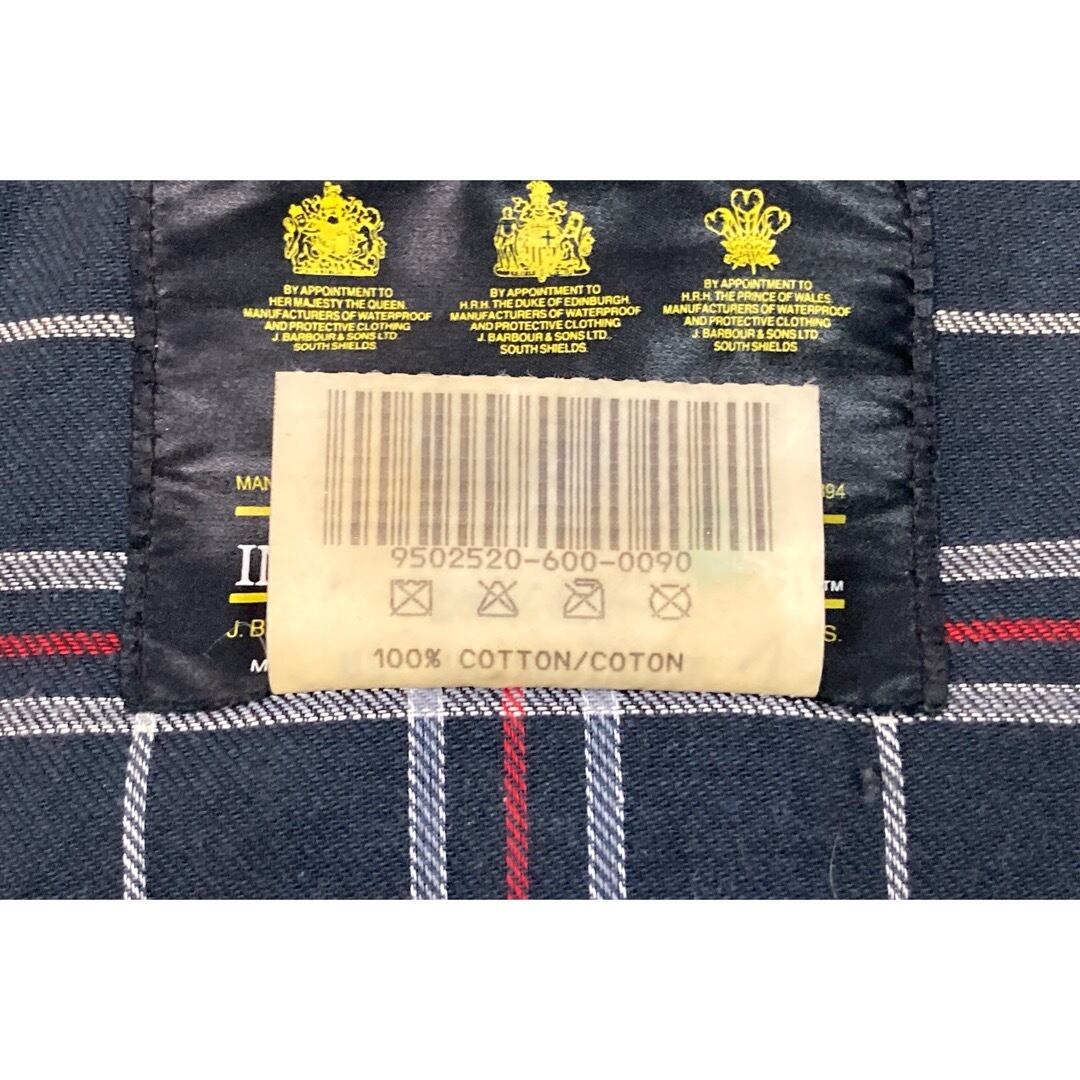 BY APPOINTMENT TO
HER MAJESTY THE QUEEN
MANUFACTURERS OF WATERPROOF
AND PROTECTIVE CLOTHING
J. BARBOUR & SONS LTD
SOUTH SHIELDS
BY APPOINTMENT TO
H.R.H. THE DUKE OF EDINBURGH
MANUFACTURERS OF WATERPROOF
AND PROTECTIVE CLOTHING
J. BARBOUR & SONS LTD.
SOUTH SHIELDS
BY APPOINTMENT TO
H.R.H. THE PRINCE OF WALES
MANUFACTURERS OF WATERPROOF
AND PROTECTIVE CLOTHING
J. BARBOUR & SONS LTD
SOUTH SHIELDS
9502520-600-0090
TM
100% COTTON/COTON